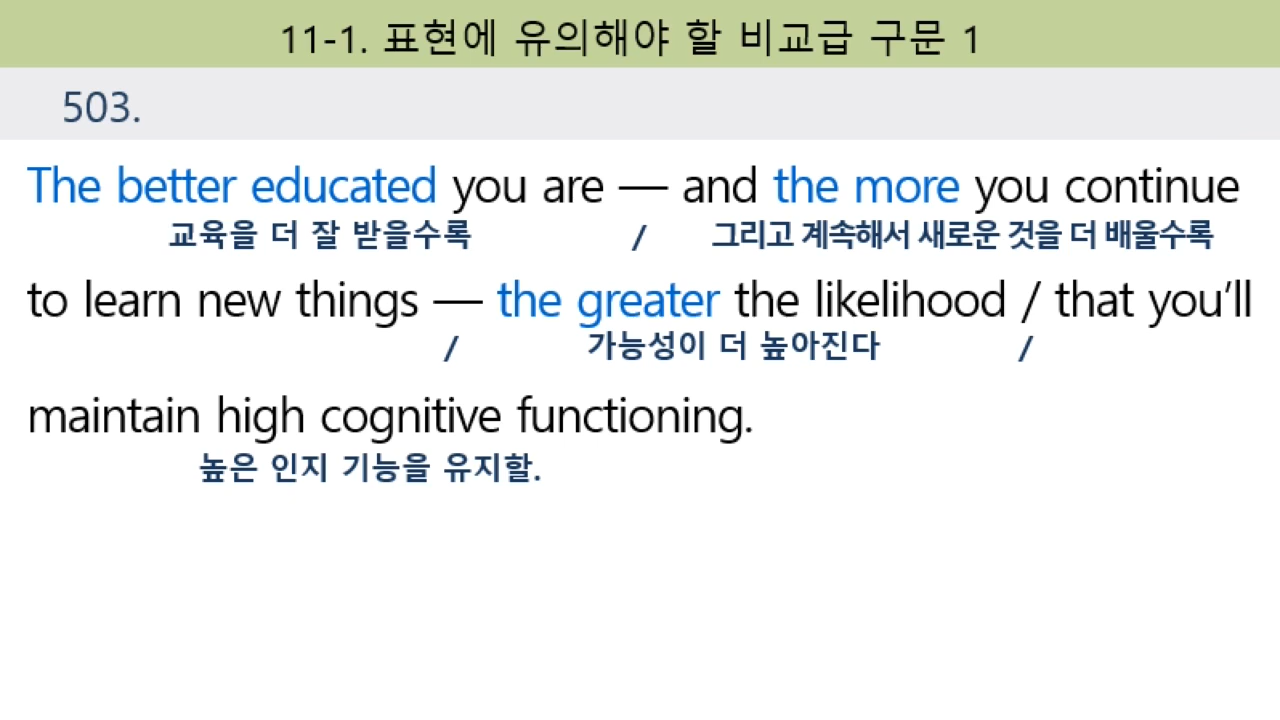 11-1. 표현에 유의해야 할 비교급 구문 1
503.
The better educated you are — and the more you continue
교육을 더 잘 받을수록 / 그리고 계속해서 새로운 것을 더 배울수록
to learn new things — the greater the likelihood / that you’ll
/ 가능성이 더 높아진다 /
maintain high cognitive functioning.
높은 인지 기능을 유지할.